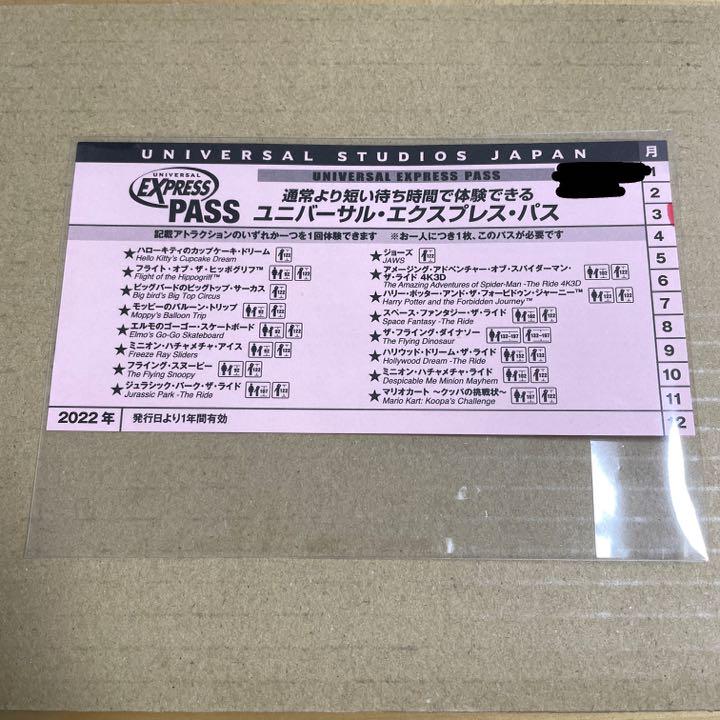 UNIVERSAL STUDIOS JAPAN
月
UNIVERSAL EXPRESS PASS
1
UNIVERSAL
EXPRESS
PASS
通常より短い待ち時間で体験できる
ユニバーサル・エクスプレス・パス
2
3
記載アトラクションのいずれか一つを1回体験できます ※お一人につき1枚、このパスが必要です
4
★ハローキティのカップケーキ・ドリーム
Hello Kitty's Cupcake Dream
★フライト・オブ・ザ・ヒッポグリフ™
Flight of the Hippogriff™
★ビッグバードのビッグトップ・サーカス
Big bird's Big Top Circus
★モッピーのバルーン・トリップ
Moppy's Balloon Trip
★エルモのゴーゴー・スケートボード
Elmo's Go-Go Skateboard
★ミニオン・ハチャメチャ・アイス
Freeze Ray Sliders
★フライング・スヌーピー
The Flying Snoopy
★ジュラシック・パーク・ザ・ライド
Jurassic Park -The Ride
★ジョーズ
JAWS
★アメージング・アドベンチャー・オブ・スパイダーマン・
ザ・ライド 4K3D
The Amazing Adventures of Spider-Man -The Ride 4K3D
★ハリー・ポッター・アンド・ザ・フォービドゥン・ジャーニー™
Harry Potter and the Forbidden Journey™
★スペース・ファンタジー・ザ・ライド
Space Fantasy -The Ride
★ザ・フライング・ダイナソー
The Flying Dinosaur
★ハリウッド・ドリーム・ザ・ライド
Hollywood Dream -The Ride
★ミニオン・ハチャメチャ・ライド
Despicable Me Minion Mayhem
★マリオカート ～クッパの挑戦状～
Mario Kart: Koopa's Challenge
5
6
7
8
9
10
11
12
2022年 発行日より1年間有効